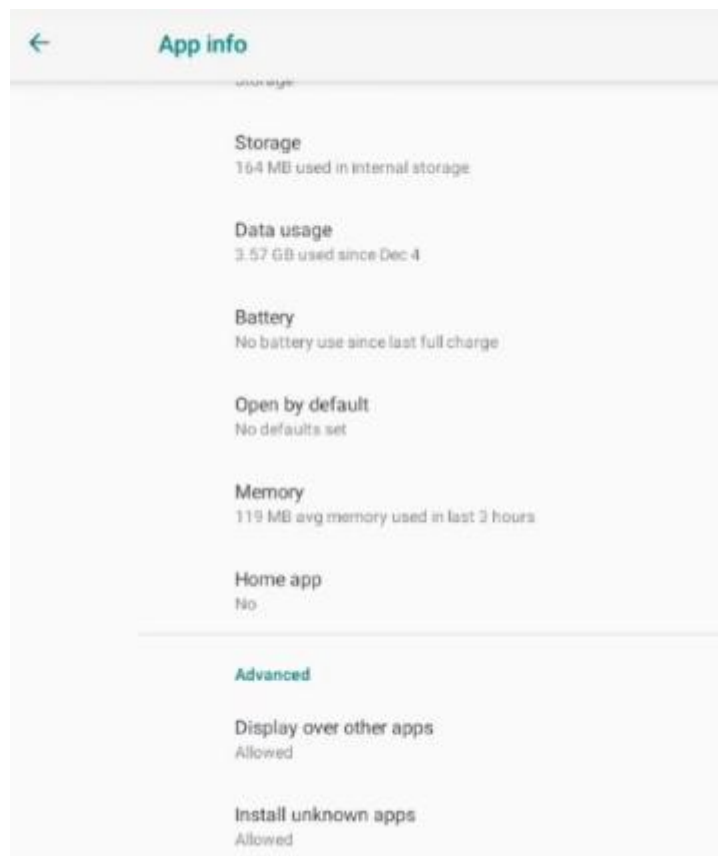 App info
Storage
Storage
164 MB used in internal storage
Data usage
3.57 GB used since Dec 4
Battery
No battery use since last full charge
Open by default
No defaults set
Memory
119 MB avg memory used in last 3 hours
Home app
No
Advanced
Display over other apps
Allowed
Install unknown apps
Allowed